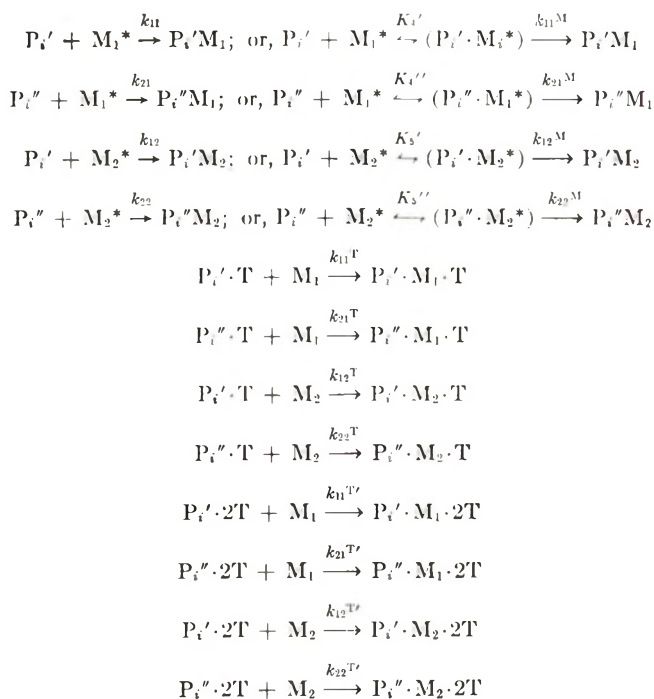 Pᵢ′ + M₁* —k₁₁→ Pᵢ′M₁; or, Pᵢ′ + M₁* ←K₄′→ (Pᵢ′·Mᵢ*) —k₁₁ᴹ→ Pᵢ′M₁
Pᵢ″ + M₁* —k₂₁→ Pᵢ″M₁; or, Pᵢ″ + M₁* ←K₄″→ (Pᵢ″·M₁*) —k₂₁ᴹ→ Pᵢ″M₁
Pᵢ′ + M₂* —k₁₂→ Pᵢ′M₂; or, Pᵢ′ + M₂* ←K₅′→ (Pᵢ′·M₂*) —k₁₂ᴹ→ Pᵢ′M₂
Pᵢ″ + M₂* —k₂₂→ Pᵢ″M₂; or, Pᵢ″ + M₂* ←K₅″→ (Pᵢ″·M₂*) —k₂₂ᴹ→ Pᵢ″M₂
Pᵢ′·T + M₁ —k₁₁ᵀ→ Pᵢ′·M₁·T
Pᵢ″·T + M₁ —k₂₁ᵀ→ Pᵢ″·M₁·T
Pᵢ′·T + M₂ —k₁₂ᵀ→ Pᵢ′·M₂·T
Pᵢ″·T + M₂ —k₂₂ᵀ→ Pᵢ″·M₂·T
Pᵢ′·2T + M₁ —k₁₁ᵀ′→ Pᵢ′·M₁·2T
Pᵢ″·2T + M₁ —k₂₁ᵀ′→ Pᵢ″·M₁·2T
Pᵢ′·2T + M₂ —k₁₂ᵀ′→ Pᵢ′·M₂·2T
Pᵢ″·2T + M₂ —k₂₂ᵀ′→ Pᵢ″·M₂·2T